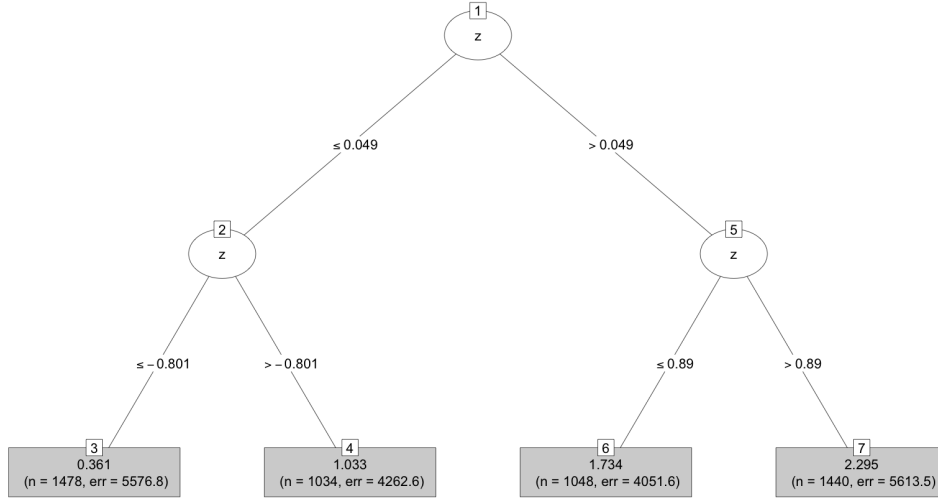 1
z
≤ 0.049
> 0.049
2
z
5
z
≤ − 0.801
> − 0.801
≤ 0.89
> 0.89
3
0.361
(n = 1478, err = 5576.8)
4
1.033
(n = 1034, err = 4262.6)
6
1.734
(n = 1048, err = 4051.6)
7
2.295
(n = 1440, err = 5613.5)